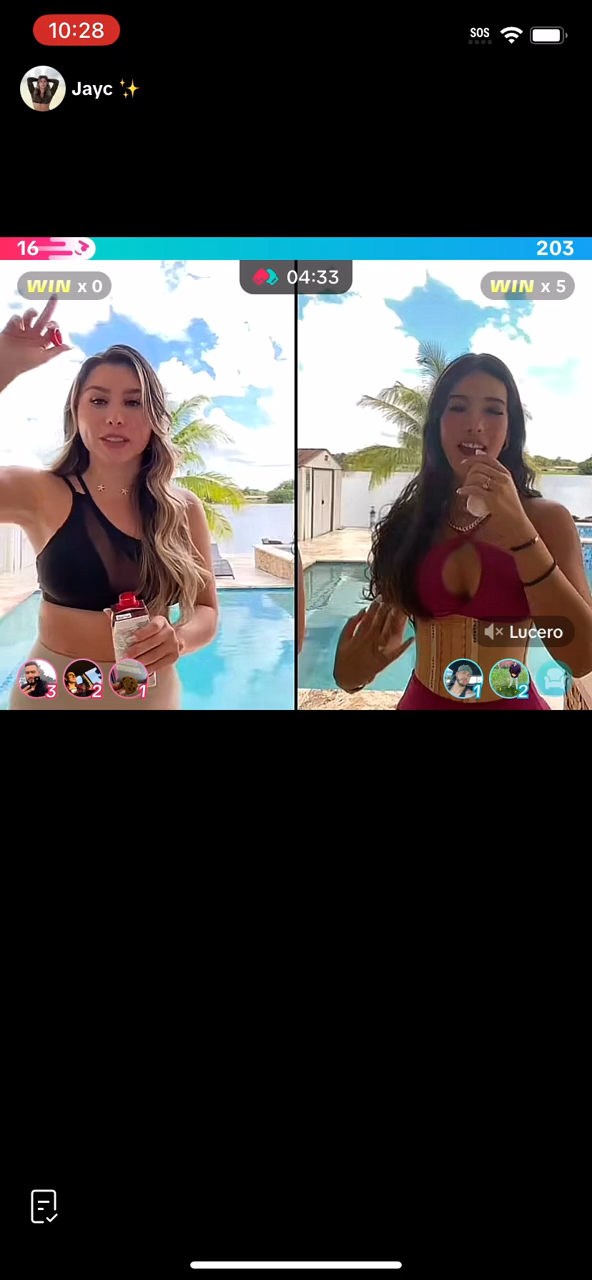 10:28
SOS
Jayc ✨
16
203
WIN x 0
04:33
WIN x 5
Lucero
3
2
1
1
2